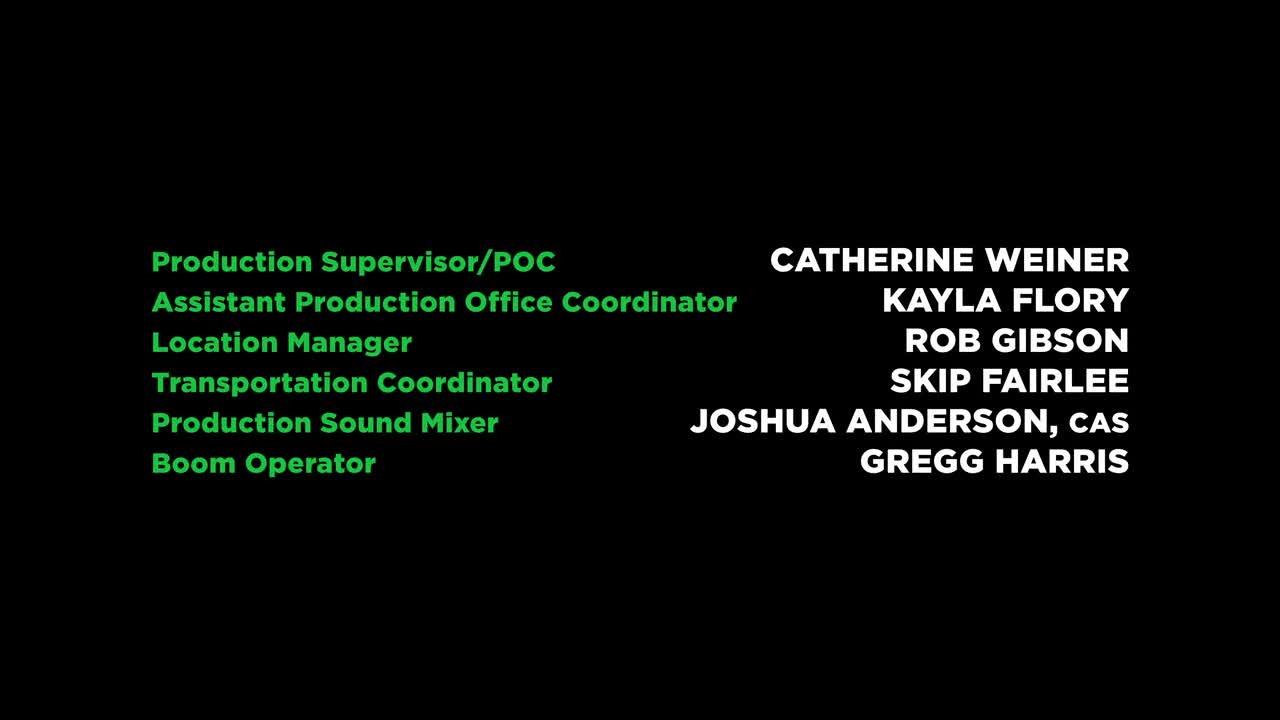 Production Supervisor/POC CATHERINE WEINER
Assistant Production Office Coordinator KAYLA FLORY
Location Manager ROB GIBSON
Transportation Coordinator SKIP FAIRLEE
Production Sound Mixer JOSHUA ANDERSON, CAS
Boom Operator GREGG HARRIS